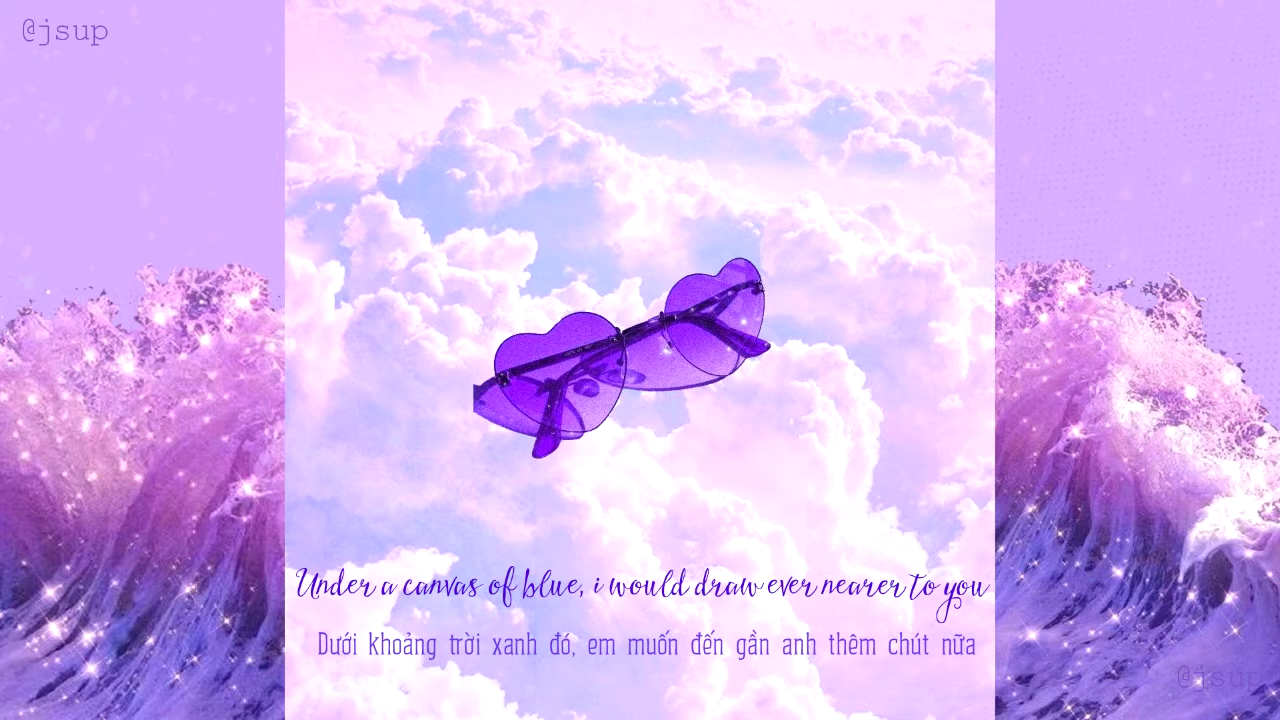 @jsup
Under a canvas of blue, i would draw ever nearer to you
Dưới khoảng trời xanh đó, em muốn đến gần anh thêm chút nữa
@jsup